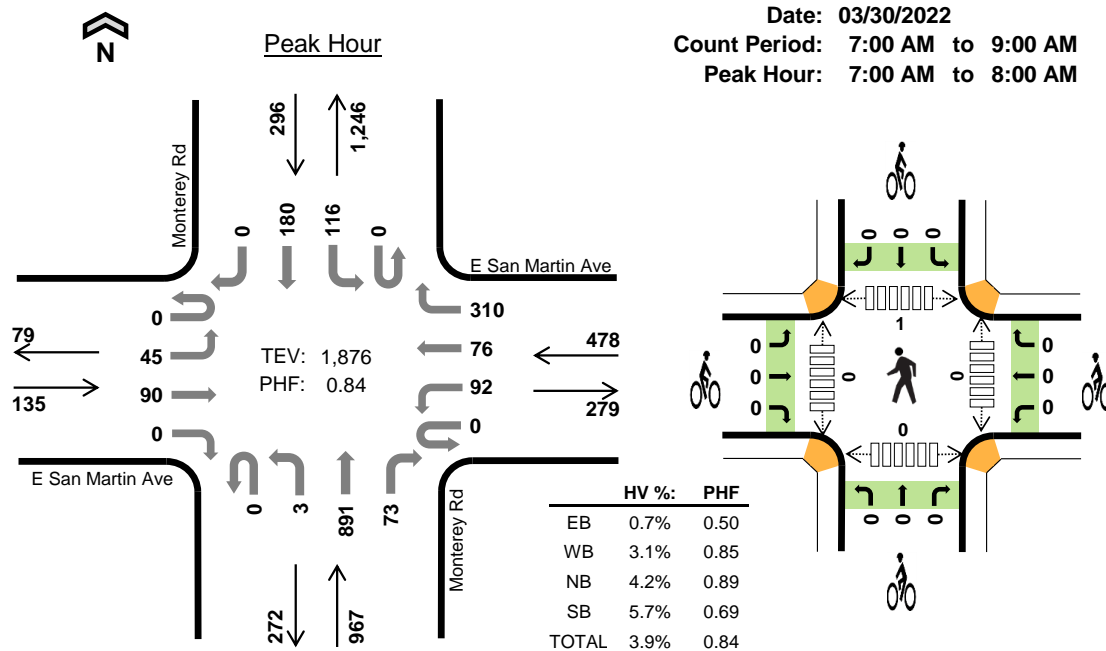 N
Peak Hour
Date: 03/30/2022
Count Period: 7:00 AM to 9:00 AM
Peak Hour: 7:00 AM to 8:00 AM
296
1,246
Monterey Rd
0
180
116
0
E San Martin Ave
0
310
79
45
TEV: 1,876
76
478
135
90
PHF: 0.84
92
279
0
0
E San Martin Ave
0
3
891
73
Monterey Rd
272
967
HV %: PHF
EB 0.7% 0.50
WB 3.1% 0.85
NB 4.2% 0.89
SB 5.7% 0.69
TOTAL 3.9% 0.84
0 0 0
1
0
0
0
0
0
0
0
0
0
0
0 0 0